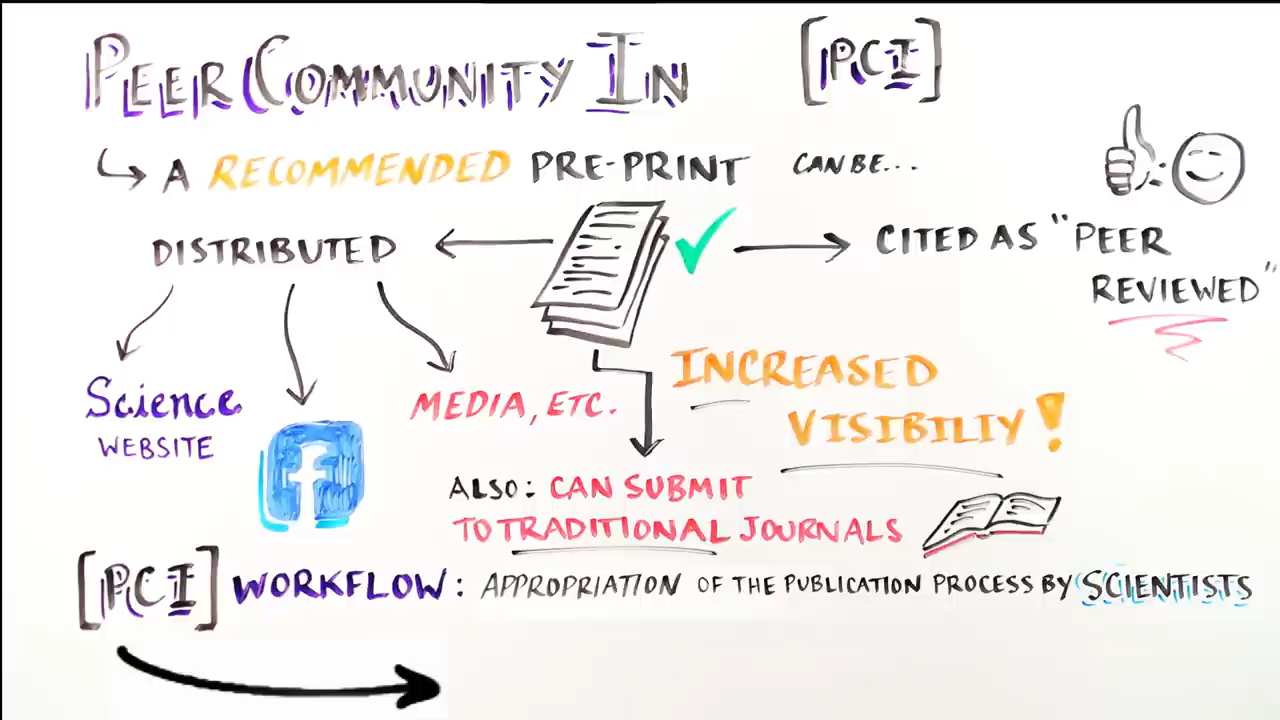 PEER COMMUNITY IN [PCI]
A RECOMMENDED PRE-PRINT CAN BE...
DISTRIBUTED
CITED AS "PEER
REVIEWED"
Science
WEBSITE
f
MEDIA, ETC.
INCREASED
VISIBILIY!
ALSO: CAN SUBMIT
TO TRADITIONAL JOURNALS
[PCI] WORKFLOW: APPROPRIATION OF THE PUBLICATION PROCESS BY SCIENTISTS